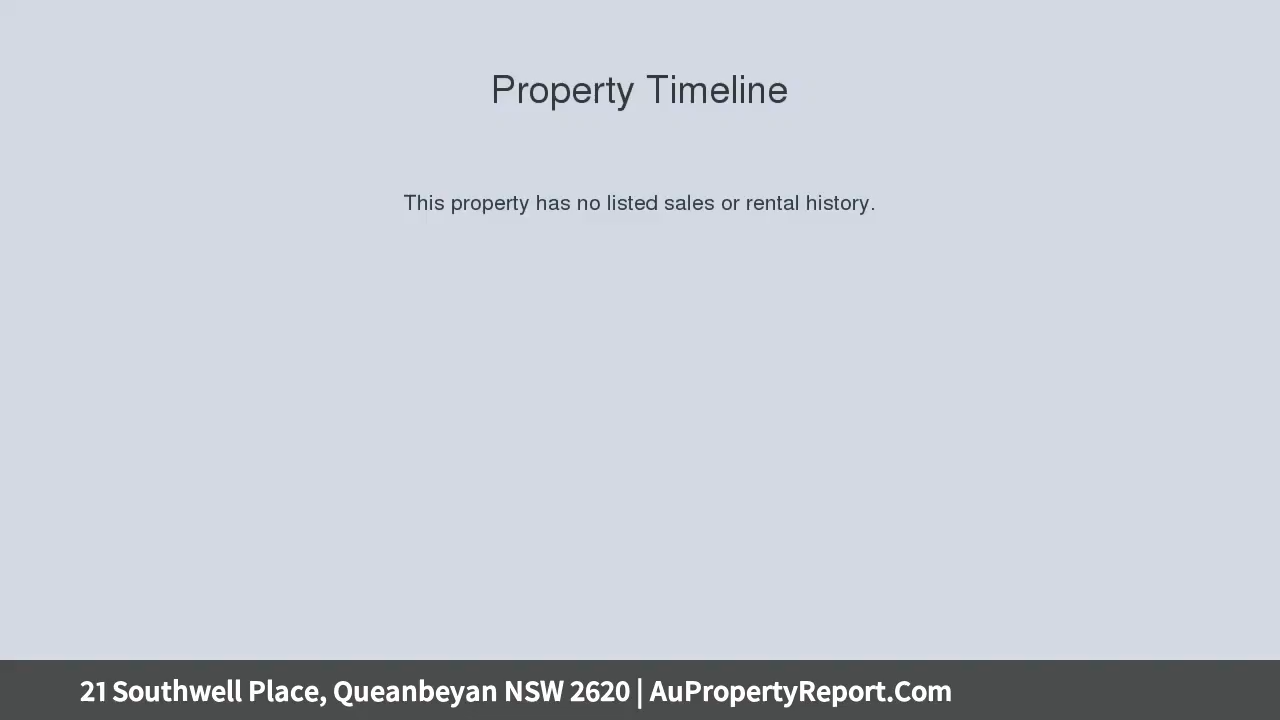 Property Timeline
This property has no listed sales or rental history.
21 Southwell Place, Queanbeyan NSW 2620 | AuPropertyReport.Com